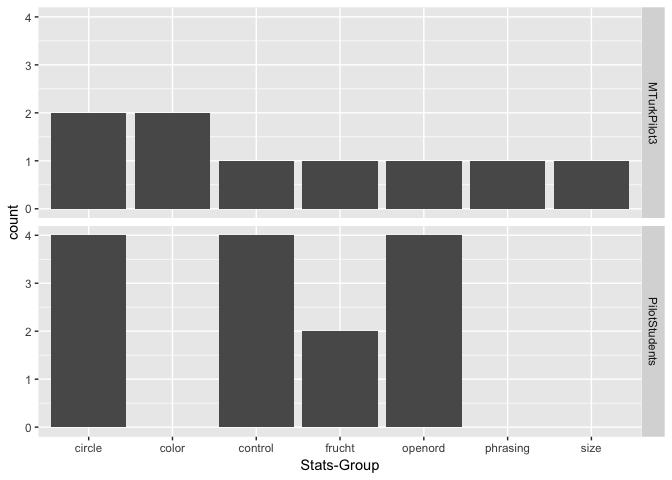 4
3
2
1
0
MTurkPilot3
count
4
3
2
1
0
PilotStudents
circle color control frucht openord phrasing size
Stats-Group